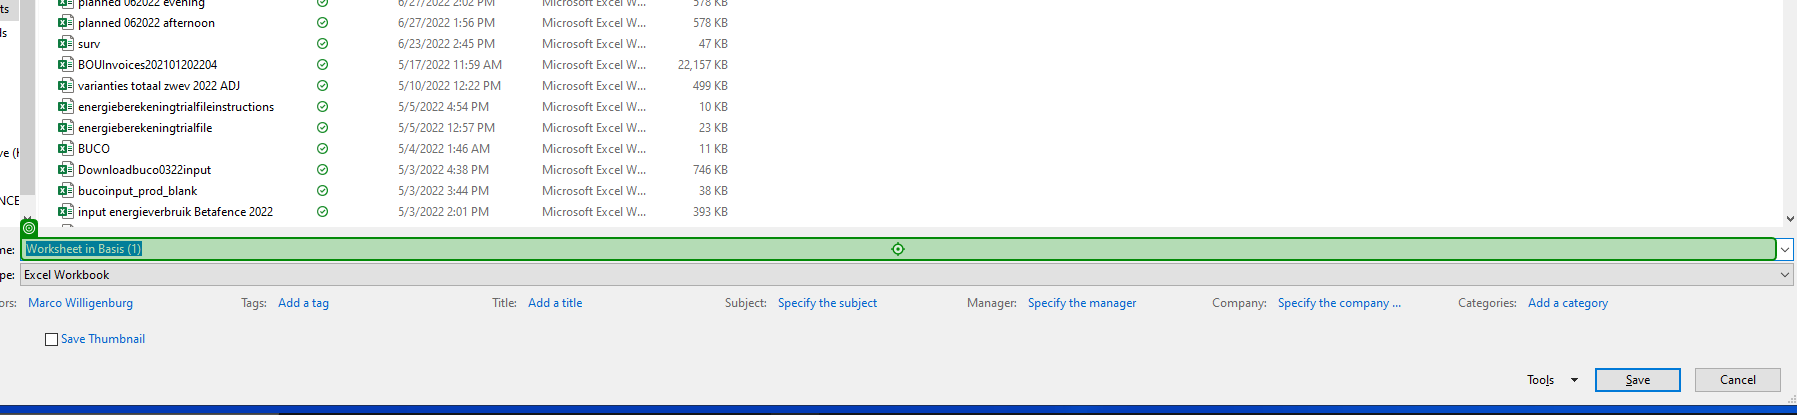 ts planned 062022 evening 6/27/2022 2:02 PM Microsoft Excel W... 578 KB
planned 062022 afternoon 6/27/2022 1:56 PM Microsoft Excel W... 578 KB
ls surv 6/23/2022 2:45 PM Microsoft Excel W... 47 KB
BOUInvoices202101202204 5/17/2022 11:59 AM Microsoft Excel W... 22,157 KB
varianties totaal zwev 2022 ADJ 5/10/2022 12:22 PM Microsoft Excel W... 499 KB
energieberekeningtrialfileinstructions 5/5/2022 4:54 PM Microsoft Excel W... 10 KB
energieberekeningtrialfile 5/5/2022 12:57 PM Microsoft Excel W... 23 KB
ve (H BUCO 5/4/2022 1:46 AM Microsoft Excel W... 11 KB
Downloadbuco0322input 5/3/2022 4:38 PM Microsoft Excel W... 746 KB
NCE bucoinput_prod_blank 5/3/2022 3:44 PM Microsoft Excel W... 38 KB
input energieverbruik Betafence 2022 5/3/2022 2:01 PM Microsoft Excel W... 393 KB
me: Worksheet in Basis (1)
pe: Excel Workbook
ors: Marco Willigenburg Tags: Add a tag Title: Add a title Subject: Specify the subject Manager: Specify the manager Company: Specify the company ... Categories: Add a category
Save Thumbnail
Tools Save Cancel